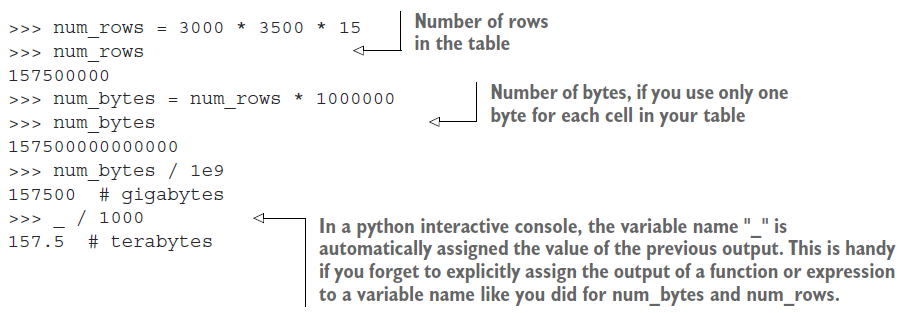 >>> num_rows = 3000 * 3500 * 15
Number of rows
in the table
>>> num_rows
157500000
>>> num_bytes = num_rows * 1000000
Number of bytes, if you use only one
byte for each cell in your table
>>> num_bytes
157500000000000
>>> num_bytes / 1e9
157500  # gigabytes
>>> _ / 1000
157.5  # terabytes
In a python interactive console, the variable name "_" is
automatically assigned the value of the previous output. This is handy
if you forget to explicitly assign the output of a function or expression
to a variable name like you did for num_bytes and num_rows.